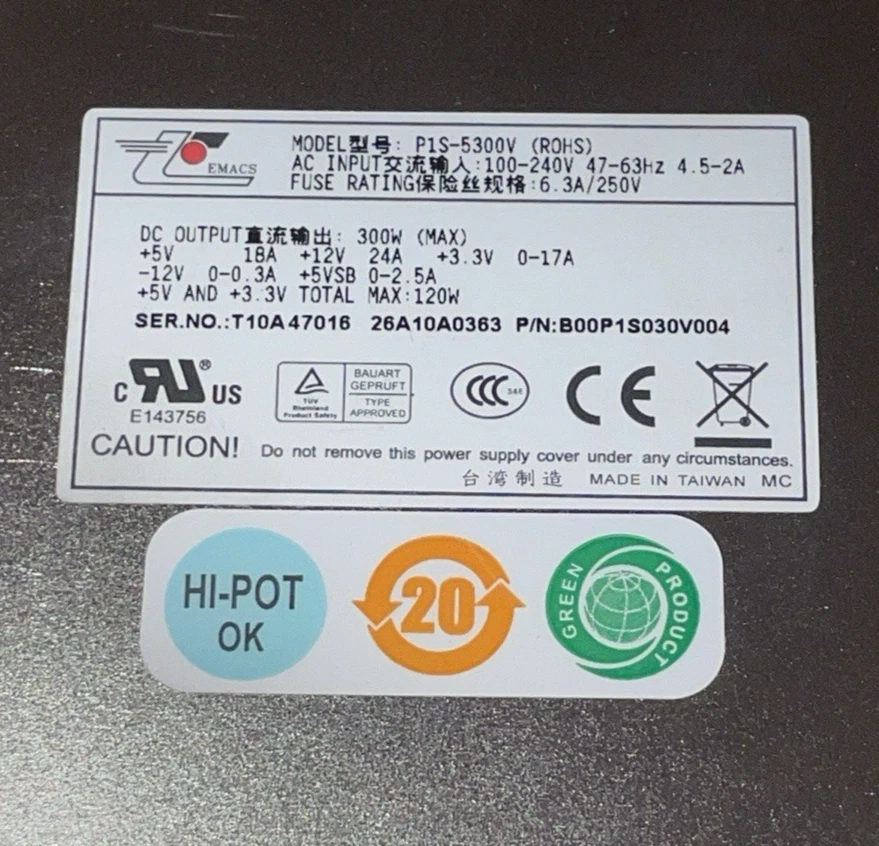 EMACS
MODEL型号: P1S-5300V (ROHS)
AC INPUT交流输入:100-240V 47-63Hz 4.5-2A
FUSE RATING保险丝规格:6.3A/250V
DC OUTPUT直流输出: 300W (MAX)
+5V 18A +12V 24A +3.3V 0-17A
-12V 0-0.3A +5VSB 0-2.5A
+5V AND +3.3V TOTAL MAX:120W
SER.NO.:T10A47016 26A10A0363 P/N:B00P1S030V004
C RU® US
E143756
TÜV
Rheinland
Product Safety
BAUART
GEPRUFT
TYPE
APPROVED
CCC S&E
CE
CAUTION! Do not remove this power supply cover under any circumstances.
台湾制造 MADE IN TAIWAN MC
HI-POT
OK
20
GREEN PRODUCT